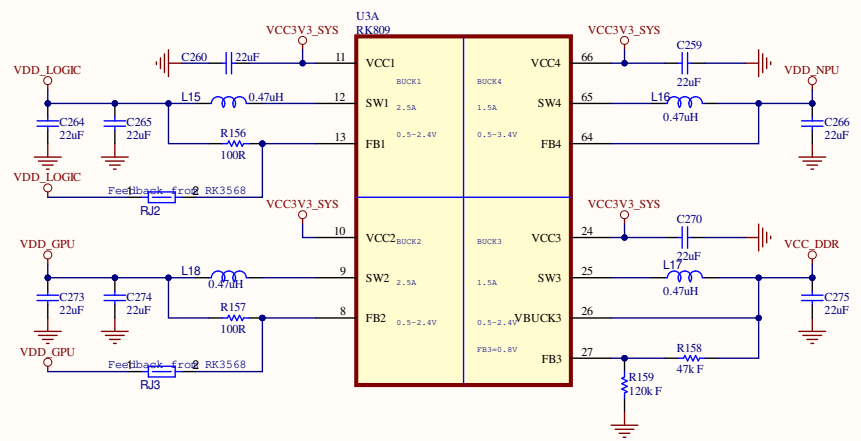 U3A
RK809
VCC3V3_SYS
VCC3V3_SYS
C260
22uF
11
VCC1
VCC4
66
C259
22uF
VDD_LOGIC
VDD_NPU
BUCK1
BUCK4
L15
0.47uH
12
SW1
2.5A
1.5A
SW4
65
L16
0.47uH
C264
22uF
C265
22uF
C266
22uF
R156
100R
13
FB1
0.5-2.4V
0.5-3.4V
FB4
64
VDD_LOGIC
1
Feedback from RK3568
2
RJ2
VCC3V3_SYS
VCC3V3_SYS
10
VCC2
BUCK2
BUCK3
VCC3
24
C270
22uF
VDD_GPU
VCC_DDR
L18
0.47uH
9
SW2
2.5A
1.5A
SW3
25
L17
0.47uH
C273
22uF
C274
22uF
C275
22uF
R157
100R
8
FB2
0.5-2.4V
0.5-2.4V
VBUCK3
26
VDD_GPU
1
Feedback from RK3568
2
RJ3
FB3=0.8V
FB3
27
R158
47k F
R159
120k F